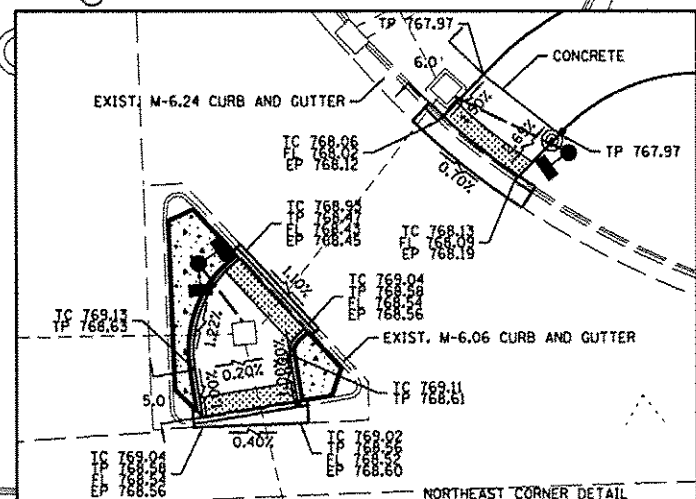 TP 767.97
6.0'
CONCRETE
EXIST. M-6.24 CURB AND GUTTER
TC 768.06
FL 768.02
EP 768.12
TP 767.97
0.70%
TC 768.95
TP 768.47
FL 768.43
EP 768.45
TC 768.13
FL 768.09
EP 768.19
1.10%
TC 769.04
TP 768.58
FL 768.54
EP 768.56
TC 769.13
TP 768.63
1.22%
EXIST. M-6.06 CURB AND GUTTER
0.20%
TC 769.11
TP 768.61
5.0
0.40%
TC 769.04
TP 768.58
FL 768.54
EP 768.56
TC 769.02
TP 768.56
FL 768.52
EP 768.60
NORTHEAST CORNER DETAIL